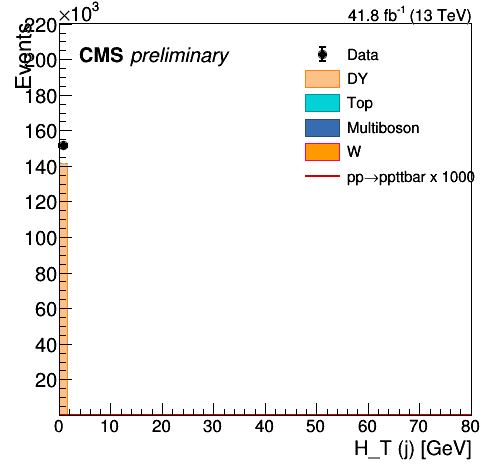 ×10³
41.8 fb⁻¹ (13 TeV)
Events
CMS preliminary
Data
DY
Top
Multiboson
W
pp→ppttbar x 1000
220
200
180
160
140
120
100
80
60
40
20
0 10 20 30 40 50 60 70 80
H_T (j) [GeV]